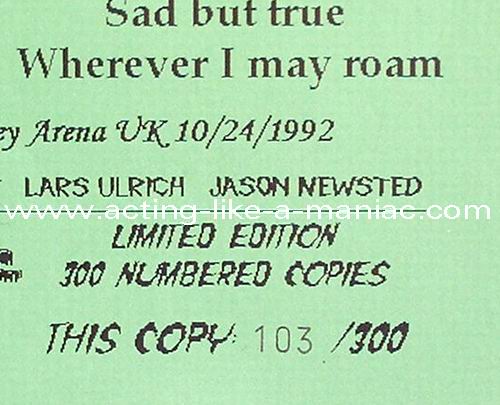 Sad but true
Wherever I may roam
ey Arena UK 10/24/1992
LARS ULRICH JASON NEWSTED
www.acting-like-a-maniac.com
LIMITED EDITION
300 NUMBERED COPIES
THIS COPY: 103 /300